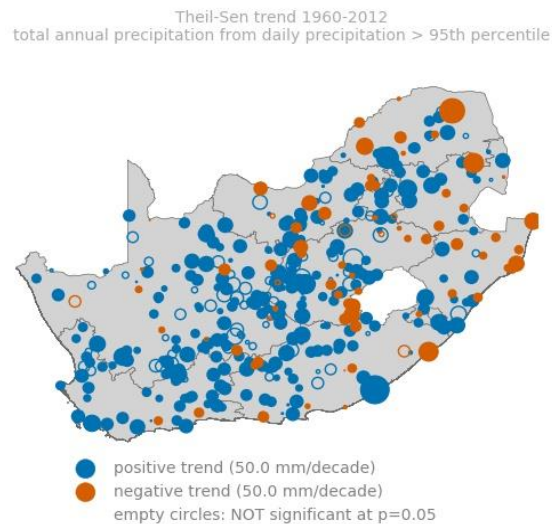 Theil-Sen trend 1960-2012
total annual precipitation from daily precipitation > 95th percentile
positive trend (50.0 mm/decade)
negative trend (50.0 mm/decade)
empty circles: NOT significant at p=0.05